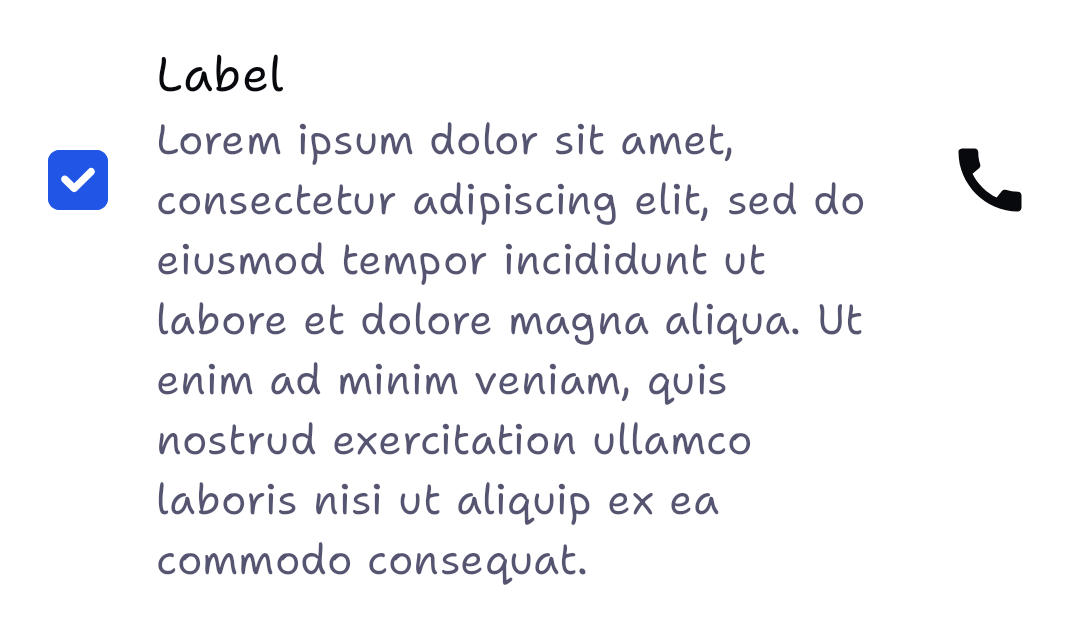 Label
Lorem ipsum dolor sit amet,
consectetur adipiscing elit, sed do
eiusmod tempor incididunt ut
labore et dolore magna aliqua. Ut
enim ad minim veniam, quis
nostrud exercitation ullamco
laboris nisi ut aliquip ex ea
commodo consequat.